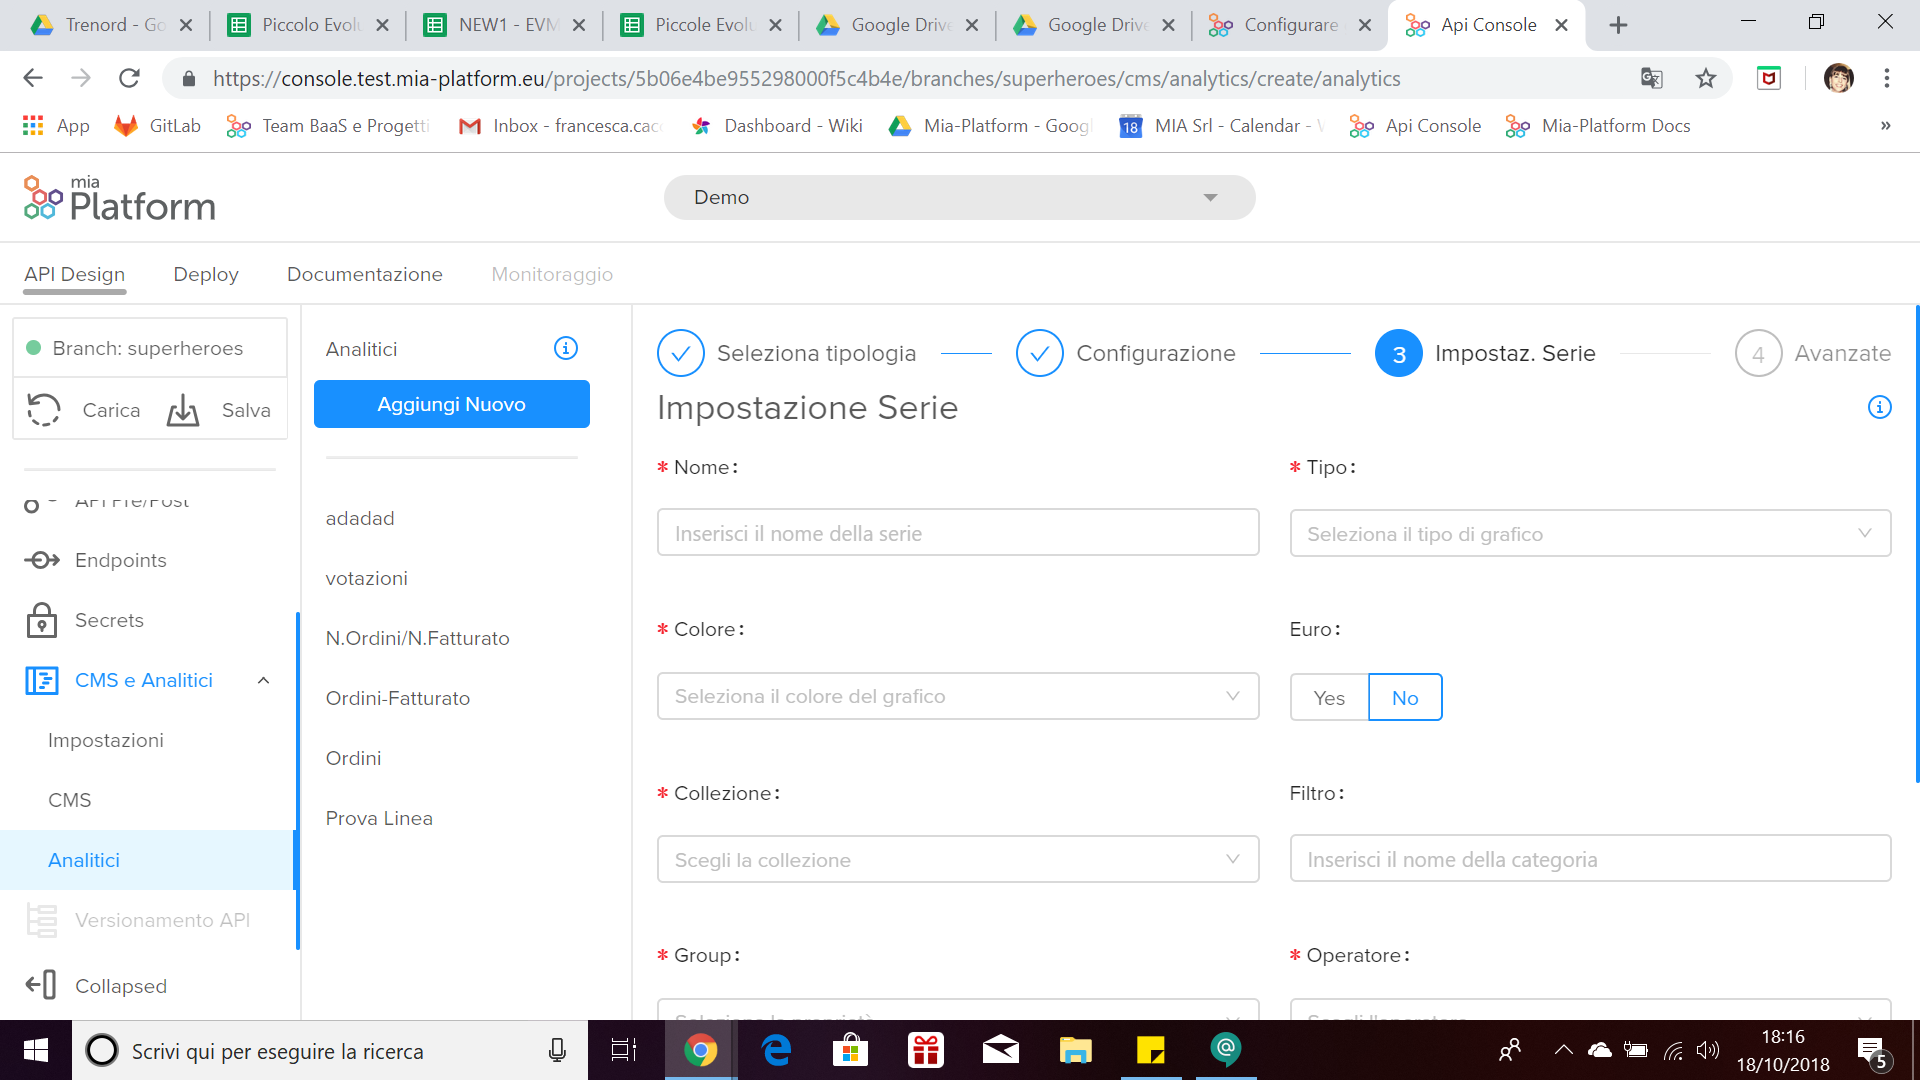 Trenord - Go
Piccolo Evolu
NEW1 - EVM
Piccole Evolu
Google Drive
Google Drive
Configurare
Api Console
https://console.test.mia-platform.eu/projects/5b06e4be955298000f5c4b4e/branches/superheroes/cms/analytics/create/analytics
App
GitLab
Team BaaS e Progetti
Inbox - francesca.cac
Dashboard - Wiki
Mia-Platform - Goog
18
MIA Srl - Calendar -
Api Console
Mia-Platform Docs
»
mia
Platform
Demo
API Design
Deploy
Documentazione
Monitoraggio
Branch: superheroes
Carica
Salva
API Pre/Post
Endpoints
Secrets
CMS e Analitici
Impostazioni
CMS
Analitici
Versionamento API
Collapsed
Analitici
Aggiungi Nuovo
adadad
votazioni
N.Ordini/N.Fatturato
Ordini-Fatturato
Ordini
Prova Linea
Seleziona tipologia
Configurazione
3 Impostaz. Serie
4 Avanzate
Impostazione Serie
* Nome:
Inserisci il nome della serie
* Tipo:
Seleziona il tipo di grafico
* Colore:
Seleziona il colore del grafico
Euro:
Yes
No
* Collezione:
Scegli la collezione
Filtro:
Inserisci il nome della categoria
* Group:
Seleziona la proprietà
* Operatore:
Scegli l'operatore
Scrivi qui per eseguire la ricerca
18:16
18/10/2018
5